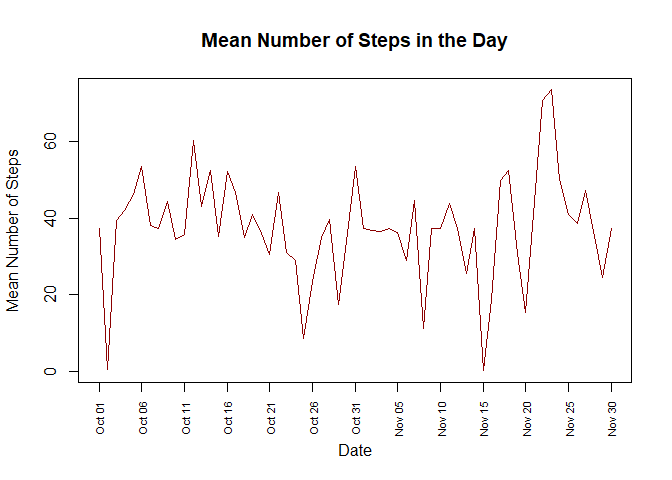 Mean Number of Steps in the Day
Mean Number of Steps
60
40
20
0
Oct 01
Oct 06
Oct 11
Oct 16
Oct 21
Oct 26
Oct 31
Nov 05
Nov 10
Nov 15
Nov 20
Nov 25
Nov 30
Date